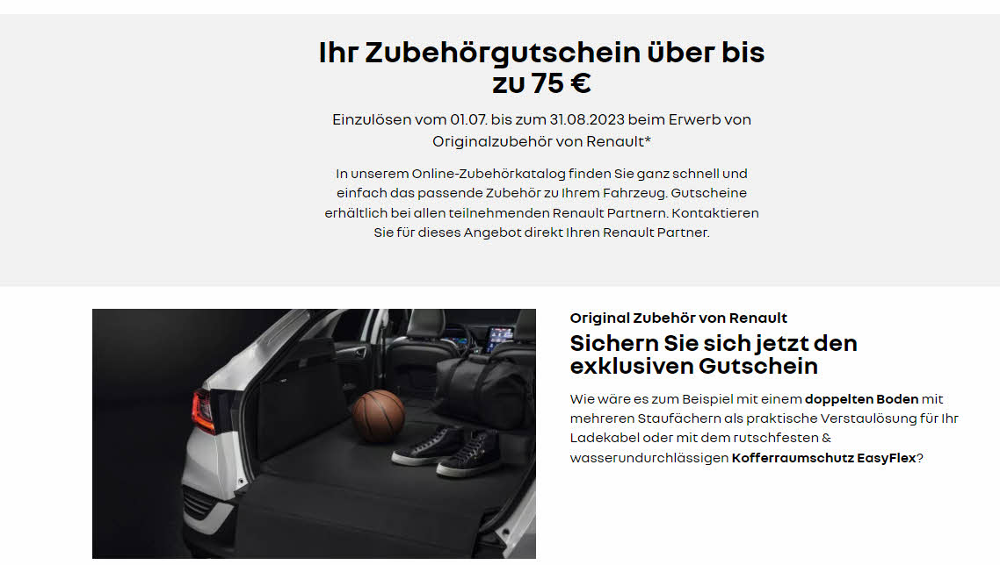 Ihr Zubehörgutschein über bis
zu 75 €
Einzulösen vom 01.07. bis zum 31.08.2023 beim Erwerb von
Originalzubehör von Renault*
In unserem Online-Zubehörkatalog finden Sie ganz schnell und
einfach das passende Zubehör zu Ihrem Fahrzeug. Gutscheine
erhältlich bei allen teilnehmenden Renault Partnern. Kontaktieren
Sie für dieses Angebot direkt Ihren Renault Partner.
Original Zubehör von Renault
Sichern Sie sich jetzt den
exklusiven Gutschein
Wie wäre es zum Beispiel mit einem doppelten Boden mit
mehreren Staufächern als praktische Verstaulösung für Ihr
Ladekabel oder mit dem rutschfesten &
wasserundurchlässigen Kofferraumschutz EasyFlex?